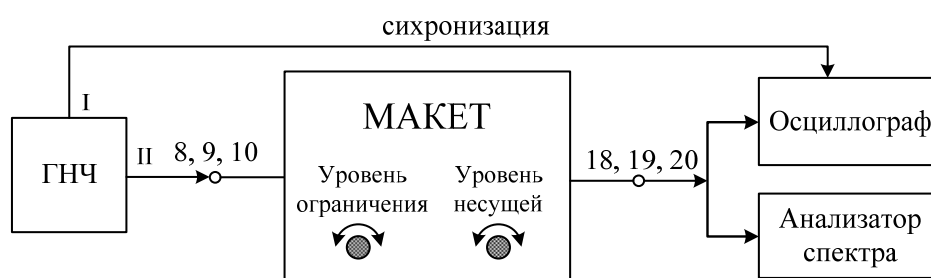 сихронизация
I
ГНЧ
II
8, 9, 10
МАКЕТ
Уровень
ограничения
Уровень
несущей
18, 19, 20
Осциллограф
Анализатор
спектра